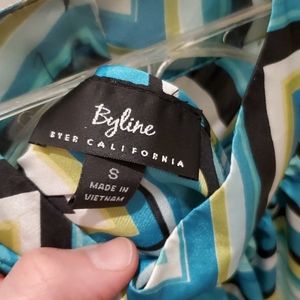 Byline
BYER CALIFORNIA
S
MADE IN
VIETNAM